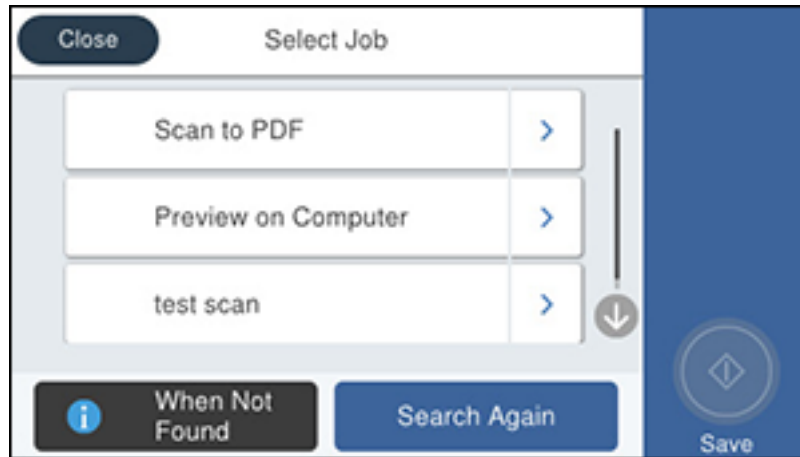 Close
Select Job
Scan to PDF
Preview on Computer
test scan
When Not
Found
Search Again
Save